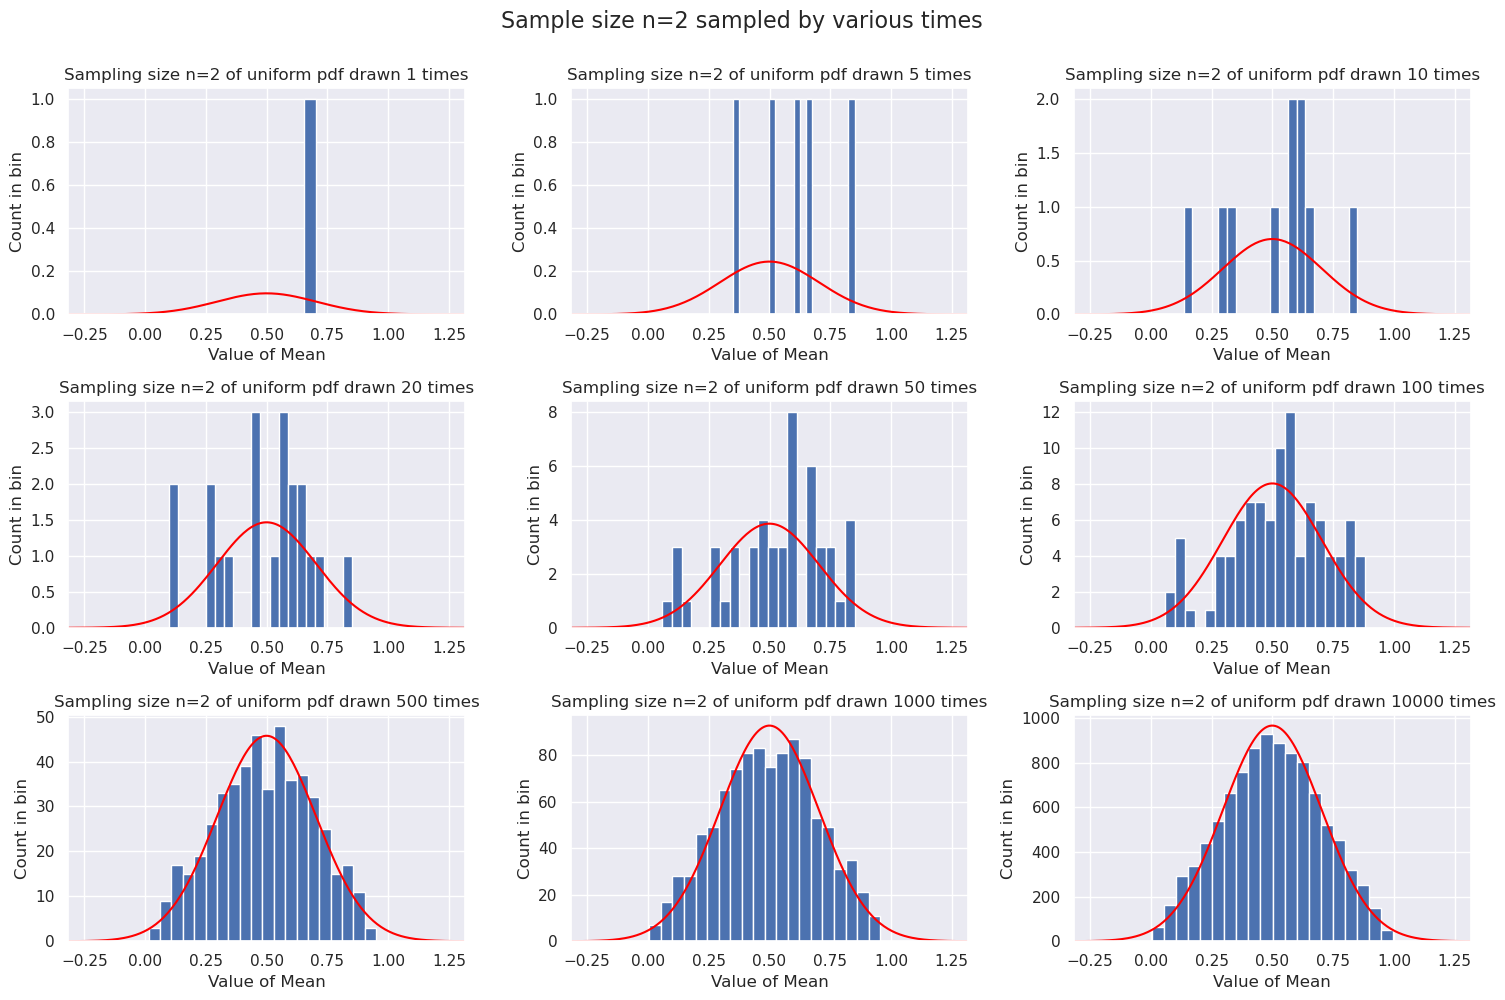 Sample size n=2 sampled by various times
Sampling size n=2 of uniform pdf drawn 1 times
1.0
0.8
0.6
0.4
0.2
0.0
Count in bin
−0.25 0.00 0.25 0.50 0.75 1.00 1.25
Value of Mean
Sampling size n=2 of uniform pdf drawn 5 times
1.0
0.8
0.6
0.4
0.2
0.0
Count in bin
−0.25 0.00 0.25 0.50 0.75 1.00 1.25
Value of Mean
Sampling size n=2 of uniform pdf drawn 10 times
2.0
1.5
1.0
0.5
0.0
Count in bin
−0.25 0.00 0.25 0.50 0.75 1.00 1.25
Value of Mean
Sampling size n=2 of uniform pdf drawn 20 times
3.0
2.5
2.0
1.5
1.0
0.5
0.0
Count in bin
−0.25 0.00 0.25 0.50 0.75 1.00 1.25
Value of Mean
Sampling size n=2 of uniform pdf drawn 50 times
8
6
4
2
0
Count in bin
−0.25 0.00 0.25 0.50 0.75 1.00 1.25
Value of Mean
Sampling size n=2 of uniform pdf drawn 100 times
12
10
8
6
4
2
0
Count in bin
−0.25 0.00 0.25 0.50 0.75 1.00 1.25
Value of Mean
Sampling size n=2 of uniform pdf drawn 500 times
50
40
30
20
10
0
Count in bin
−0.25 0.00 0.25 0.50 0.75 1.00 1.25
Value of Mean
Sampling size n=2 of uniform pdf drawn 1000 times
80
60
40
20
0
Count in bin
−0.25 0.00 0.25 0.50 0.75 1.00 1.25
Value of Mean
Sampling size n=2 of uniform pdf drawn 10000 times
1000
800
600
400
200
0
Count in bin
−0.25 0.00 0.25 0.50 0.75 1.00 1.25
Value of Mean